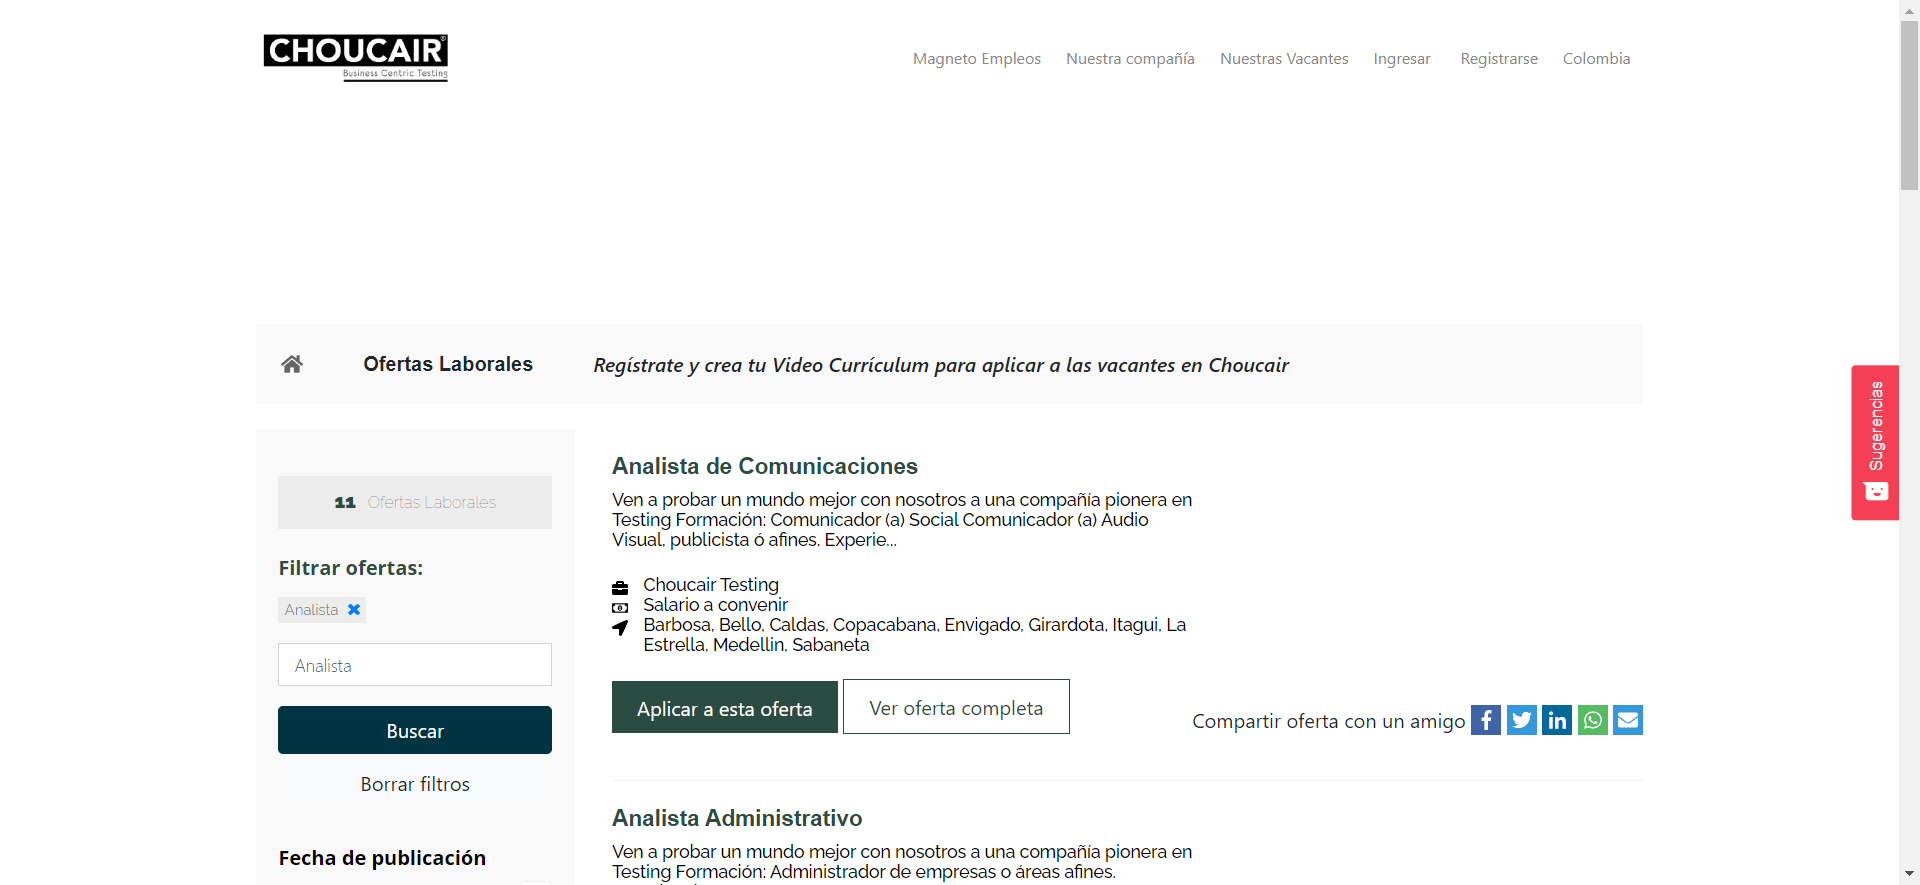 CHOUCAIR®
Business Centric Testing
Magneto Empleos
Nuestra compañía
Nuestras Vacantes
Ingresar
Registrarse
Colombia
Ofertas Laborales
Regístrate y crea tu Video Currículum para aplicar a las vacantes en Choucair
Sugerencias
11 Ofertas Laborales
Filtrar ofertas:
Analista
Analista
Buscar
Borrar filtros
Fecha de publicación
Analista de Comunicaciones
Ven a probar un mundo mejor con nosotros a una compañía pionera en
Testing Formación: Comunicador (a) Social Comunicador (a) Audio
Visual, publicista ó afines. Experie...
Choucair Testing
Salario a convenir
Barbosa, Bello, Caldas, Copacabana, Envigado, Girardota, Itagui, La
Estrella, Medellin, Sabaneta
Aplicar a esta oferta
Ver oferta completa
Compartir oferta con un amigo
Analista Administrativo
Ven a probar un mundo mejor con nosotros a una compañía pionera en
Testing Formación: Administrador de empresas o áreas afines.